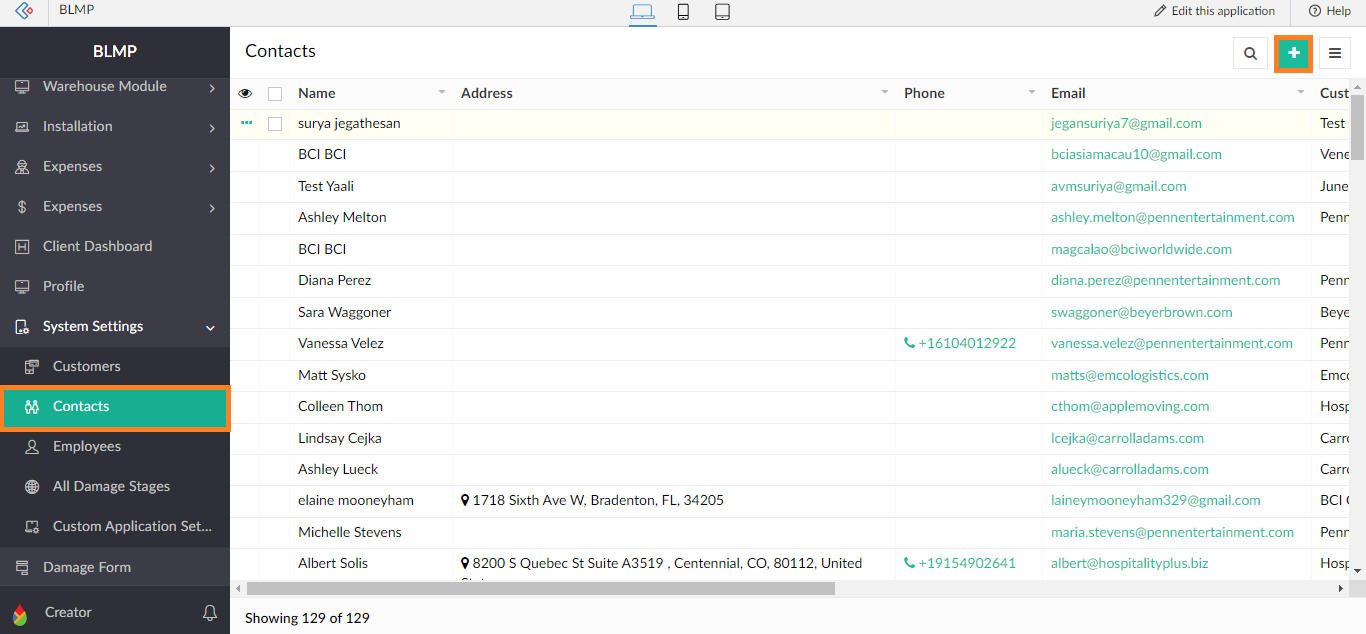 BLMP
Edit this application
Help
BLMP
Warehouse Module
Installation
Expenses
Expenses
Client Dashboard
Profile
System Settings
Customers
Contacts
Employees
All Damage Stages
Custom Application Set...
Damage Form
Creator
Contacts
Name Address Phone Email Cust
surya jegathesan jegansuriya7@gmail.com Test
BCI BCI bciasiamacau10@gmail.com Vene
Test Yaali avmsuriya@gmail.com June
Ashley Melton ashley.melton@pennentertainment.com Penn
BCI BCI magcalao@bciworldwide.com
Diana Perez diana.perez@pennentertainment.com Penn
Sara Waggoner swaggoner@beyerbrown.com Beye
Vanessa Velez +16104012922 vanessa.velez@pennentertainment.com Penn
Matt Sysko matts@emcologistics.com Emco
Colleen Thom cthom@applemoving.com Hosp
Lindsay Cejka lcejka@carrolladams.com Carro
Ashley Lueck alueck@carrolladams.com Carro
elaine mooneyham 1718 Sixth Ave W, Bradenton, FL, 34205 laineymooneyham329@gmail.com BCI
Michelle Stevens maria.stevens@pennentertainment.com Penn
Albert Solis 8200 S Quebec St Suite A3519 , Centennial, CO, 80112, United +19154902641 albert@hospitalityplus.biz Hosp
Showing 129 of 129